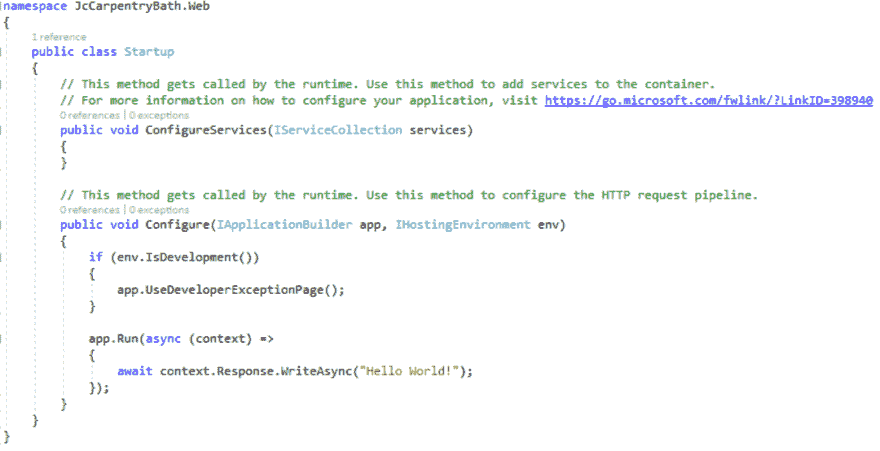 namespace JcCarpentryBath.Web
{
1 reference
public class Startup
{
// This method gets called by the runtime. Use this method to add services to the container.
// For more information on how to configure your application, visit https://go.microsoft.com/fwlink/?LinkID=398940
0 references | 0 exceptions
public void ConfigureServices(IServiceCollection services)
{
}
// This method gets called by the runtime. Use this method to configure the HTTP request pipeline.
0 references | 0 exceptions
public void Configure(IApplicationBuilder app, IHostingEnvironment env)
{
if (env.IsDevelopment())
{
app.UseDeveloperExceptionPage();
}
app.Run(async (context) =>
{
await context.Response.WriteAsync("Hello World!");
});
}
}
}